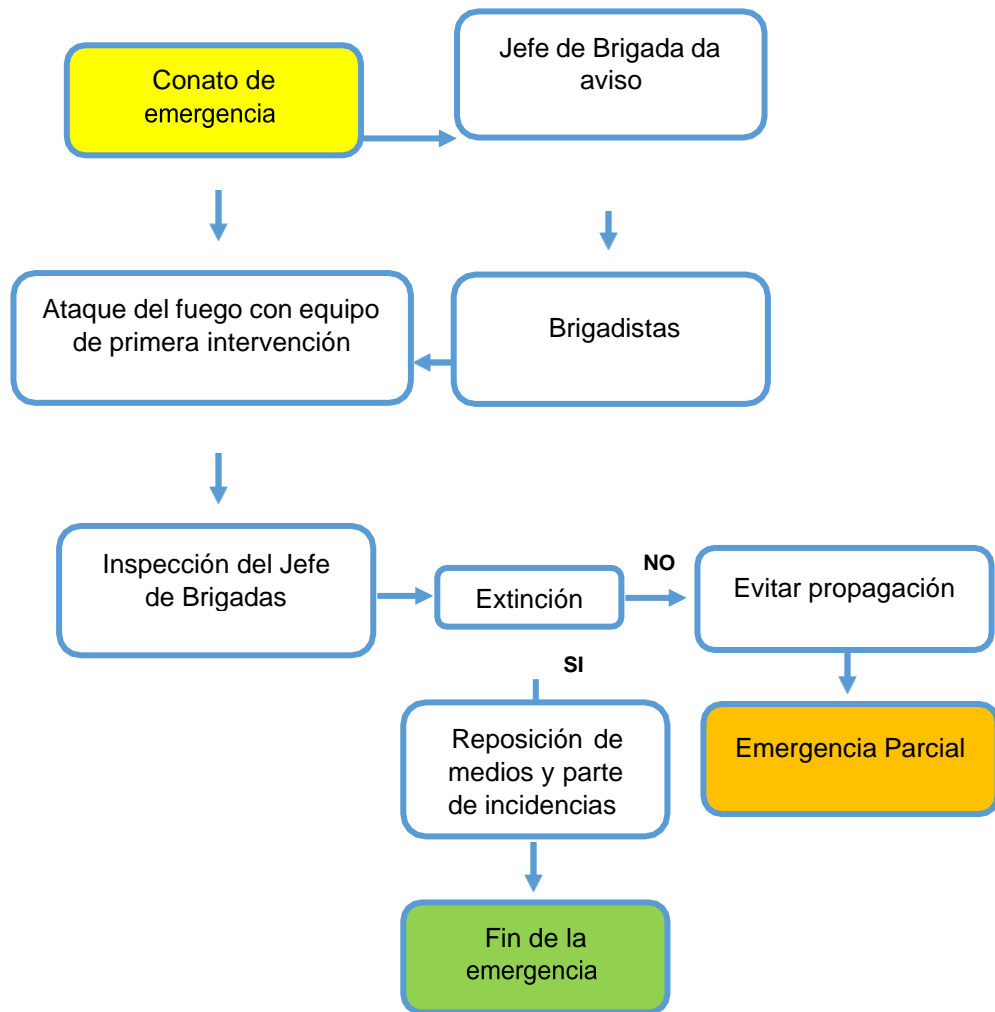 Conato de
emergencia
Jefe de Brigada da
aviso
Ataque del fuego con equipo
de primera intervención
Brigadistas
Inspección del Jefe
de Brigadas
Extinción
NO
Evitar propagación
SI
Reposición de
medios y parte
de incidencias
Emergencia Parcial
Fin de la
emergencia